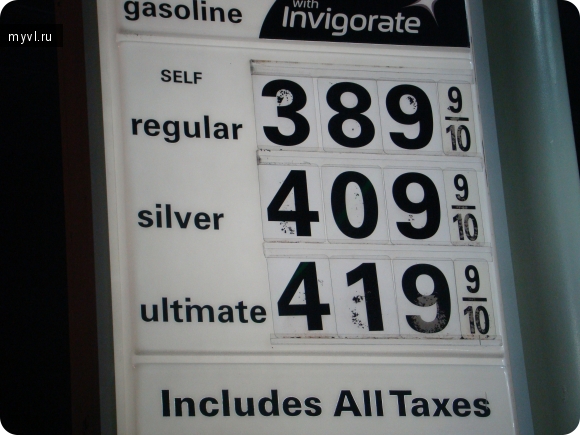 myvl.ru
gasoline with
Invigorate
SELF
regular 389 9/10
silver 409 9/10
ultimate 419 9/10
Includes All Taxes